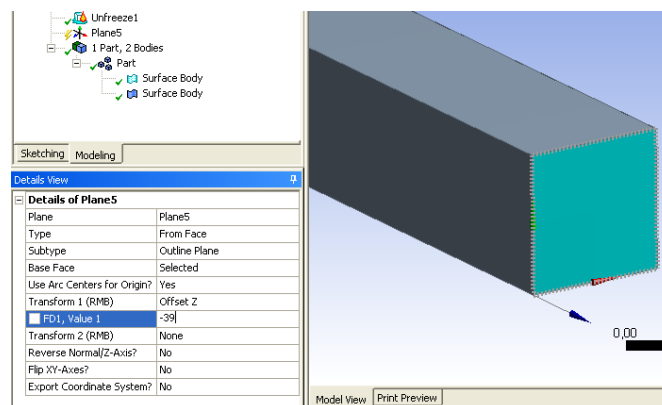 Unfreeze1
Plane5
1 Part, 2 Bodies
Part
Surface Body
Surface Body
Sketching Modeling
Details View
Details of Plane5
Plane Plane5
Type From Face
Subtype Outline Plane
Base Face Selected
Use Arc Centers for Origin? Yes
Transform 1 (RMB) Offset Z
FD1, Value 1 -39
Transform 2 (RMB) None
Reverse Normal/Z-Axis? No
Flip XY-Axes? No
Export Coordinate System? No
0,00
Model View Print Preview